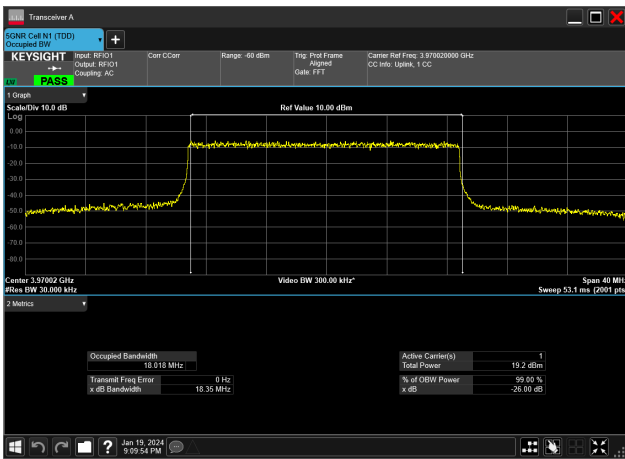 Transceiver A
5GNR Cell N1 (TDD)
Occupied BW
KEYSIGHT
LXI
PASS
Input: RFIO1
Output: RFIO1
Coupling: AC
Corr CCorr
Range: -60 dBm
Trig: Prot Frame
Aligned
Gate: FFT
Carrier Ref Freq: 3.970020000 GHz
CC Info: Uplink, 1 CC
1 Graph
Scale/Div 10.0 dB
Ref Value 10.00 dBm
Log
0.00
-10.0
-20.0
-30.0
-40.0
-50.0
-60.0
-70.0
-80.0
Center 3.97002 GHz
#Res BW 30.000 kHz
Video BW 300.00 kHz*
Span 40 MHz
Sweep 53.1 ms (2001 pts
2 Metrics
Occupied Bandwidth
18.018 MHz
Transmit Freq Error 0 Hz
x dB Bandwidth 18.35 MHz
Active Carrier(s) 1
Total Power 19.2 dBm
% of OBW Power 99.00 %
x dB -26.00 dB
Jan 19, 2024
9:09:54 PM